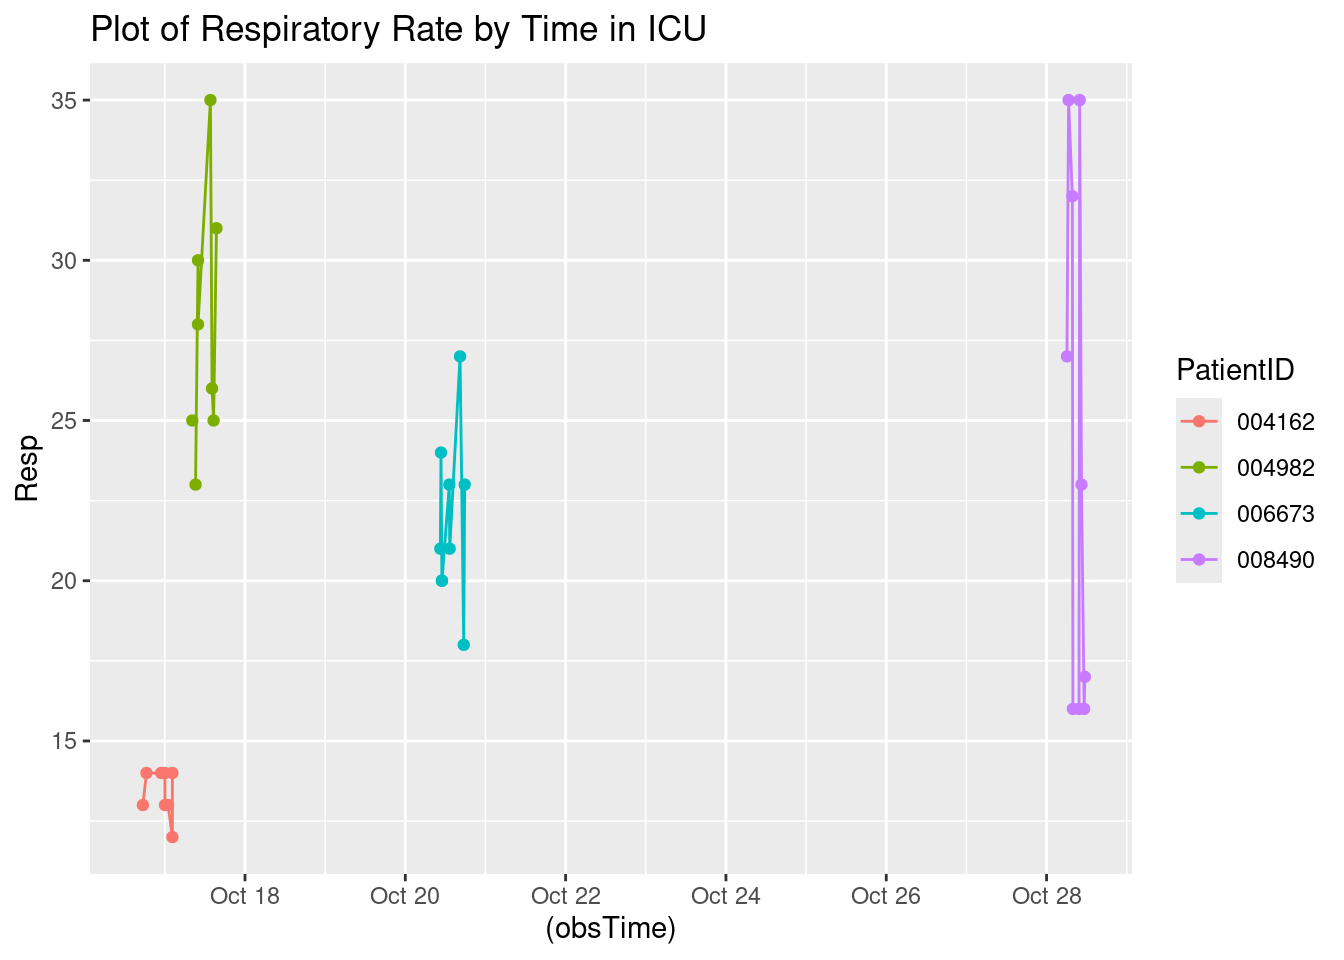 Plot of Respiratory Rate by Time in ICU
35
30
25
20
15
Resp
Oct 18 Oct 20 Oct 22 Oct 24 Oct 26 Oct 28
(obsTime)
PatientID
004162
004982
006673
008490